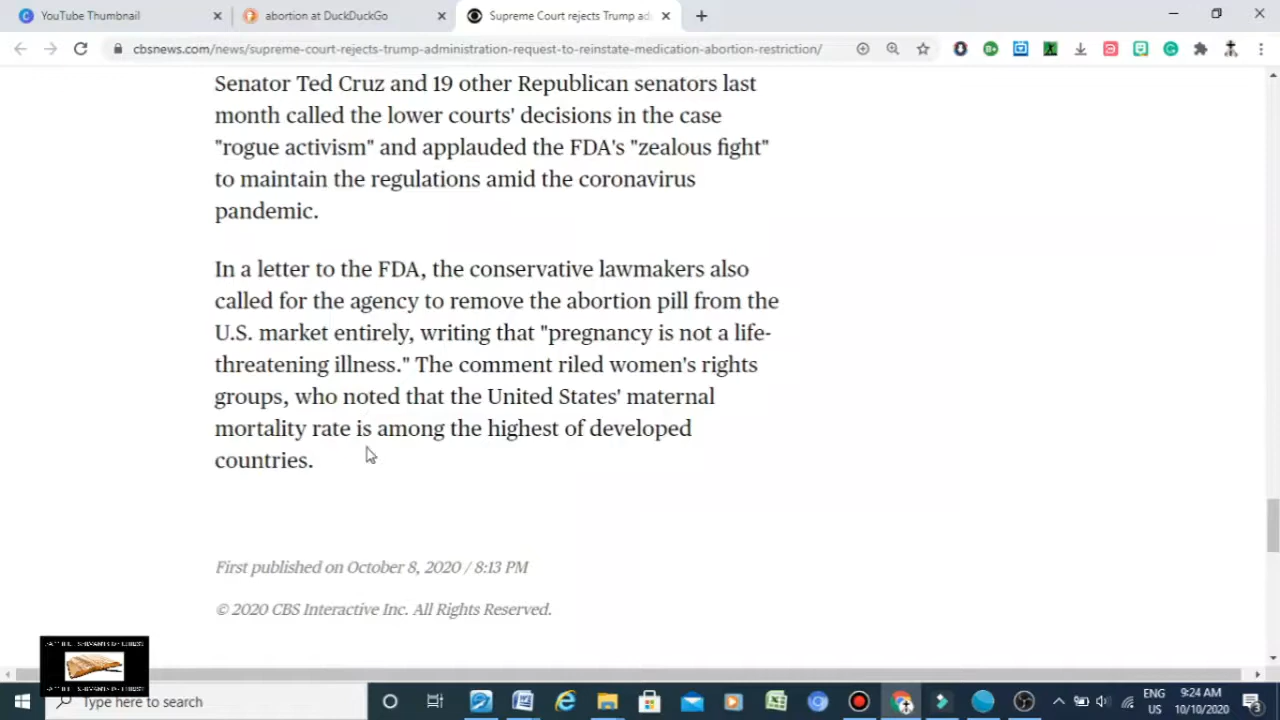 YouTube Thumbnail
abortion at DuckDuckGo
Supreme Court rejects Trump ad
cbsnews.com/news/supreme-court-rejects-trump-administration-request-to-reinstate-medication-abortion-restriction/
Senator Ted Cruz and 19 other Republican senators last
month called the lower courts' decisions in the case
"rogue activism" and applauded the FDA's "zealous fight"
to maintain the regulations amid the coronavirus
pandemic.
In a letter to the FDA, the conservative lawmakers also
called for the agency to remove the abortion pill from the
U.S. market entirely, writing that "pregnancy is not a life-
threatening illness." The comment riled women's rights
groups, who noted that the United States' maternal
mortality rate is among the highest of developed
countries.
First published on October 8, 2020 / 8:13 PM
© 2020 CBS Interactive Inc. All Rights Reserved.
Type here to search
ENG
US
9:24 AM
10/10/2020
3